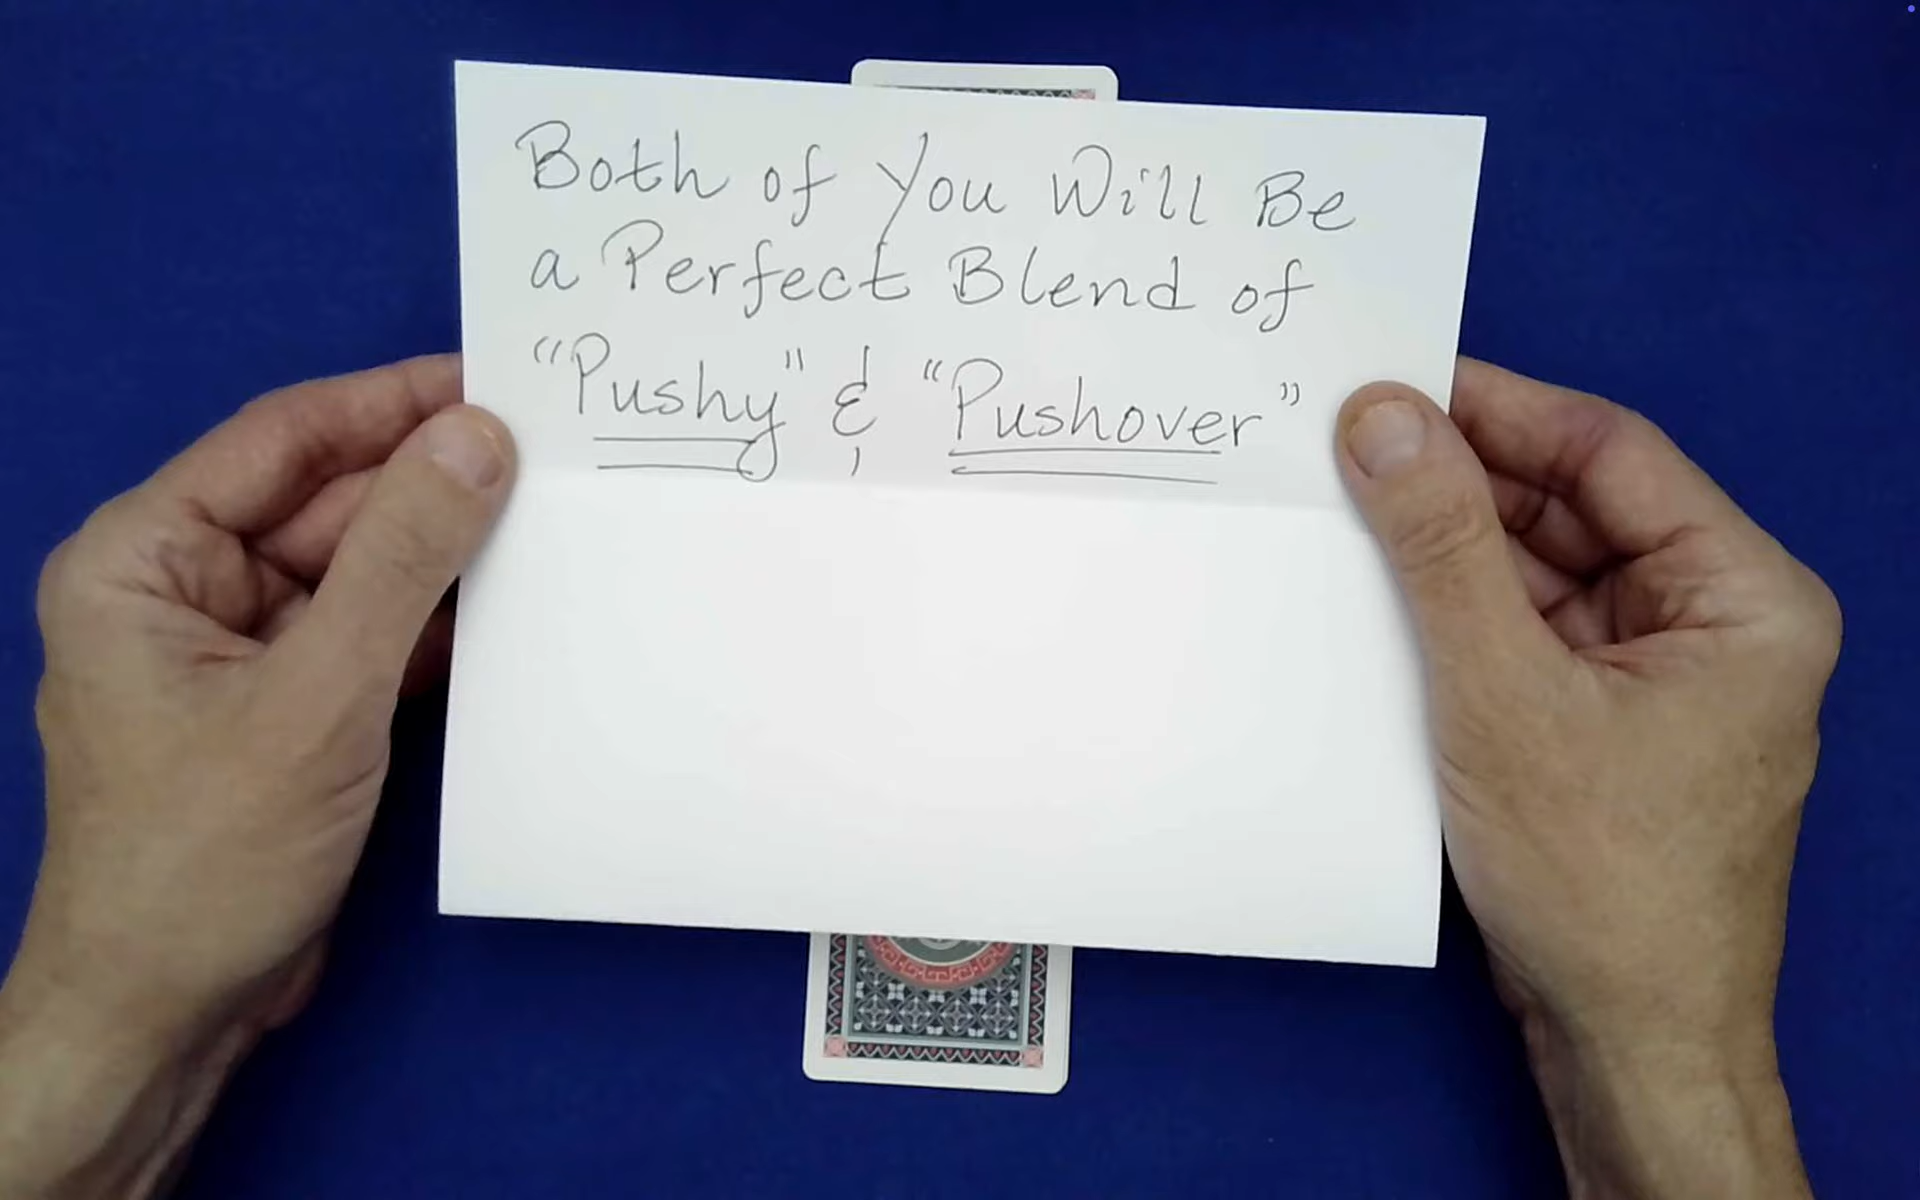 Both of You Will Be
a Perfect Blend of
"Pushy" & "Pushover"